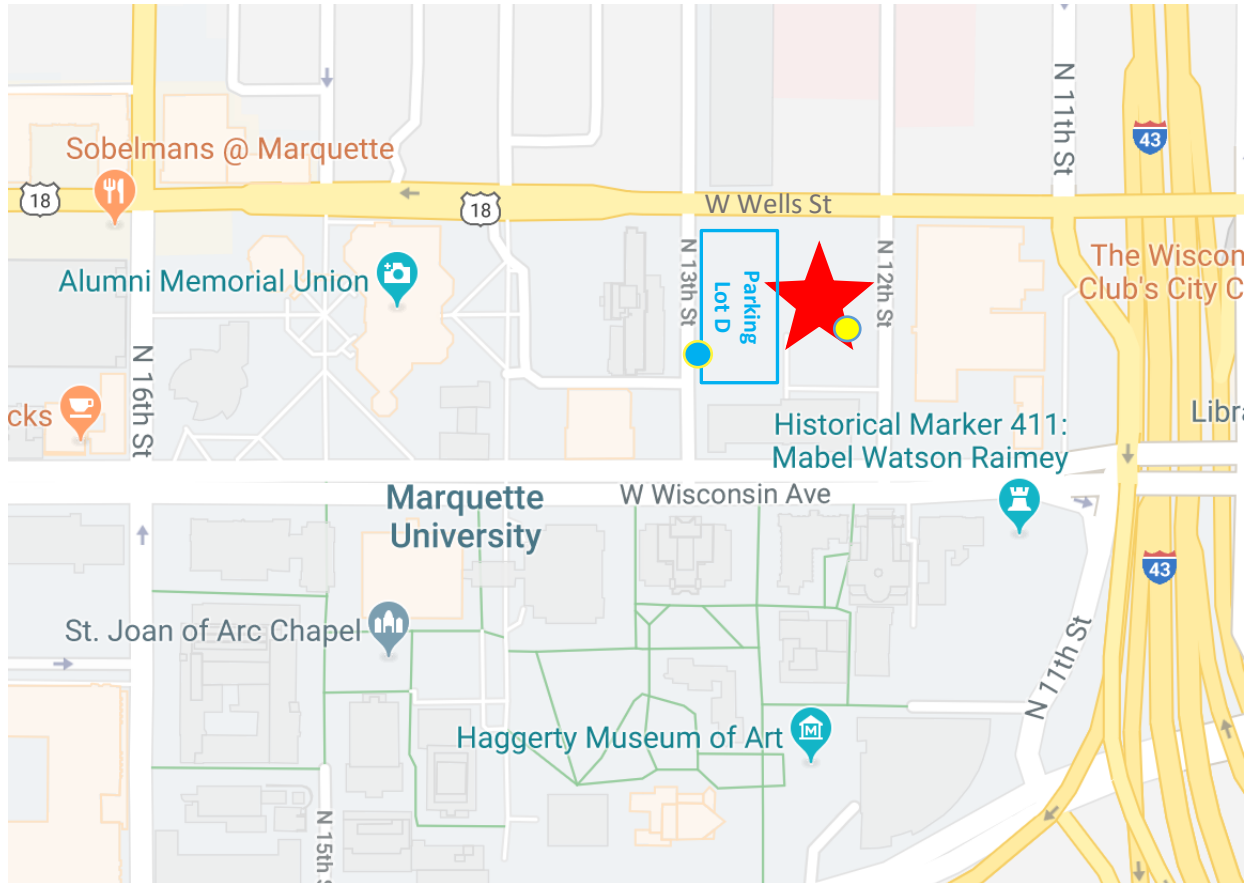 N 11th St
43
Sobelmans @ Marquette
18
18
W Wells St
Alumni Memorial Union
N 13th St
Parking
Lot D
N 12th St
The Wiscon
Club's City C
N 16th St
cks
Historical Marker 411:
Mabel Watson Raimey
Libra
Marquette
University
W Wisconsin Ave
43
St. Joan of Arc Chapel
N 11th St
Haggerty Museum of Art
M
N 15th S